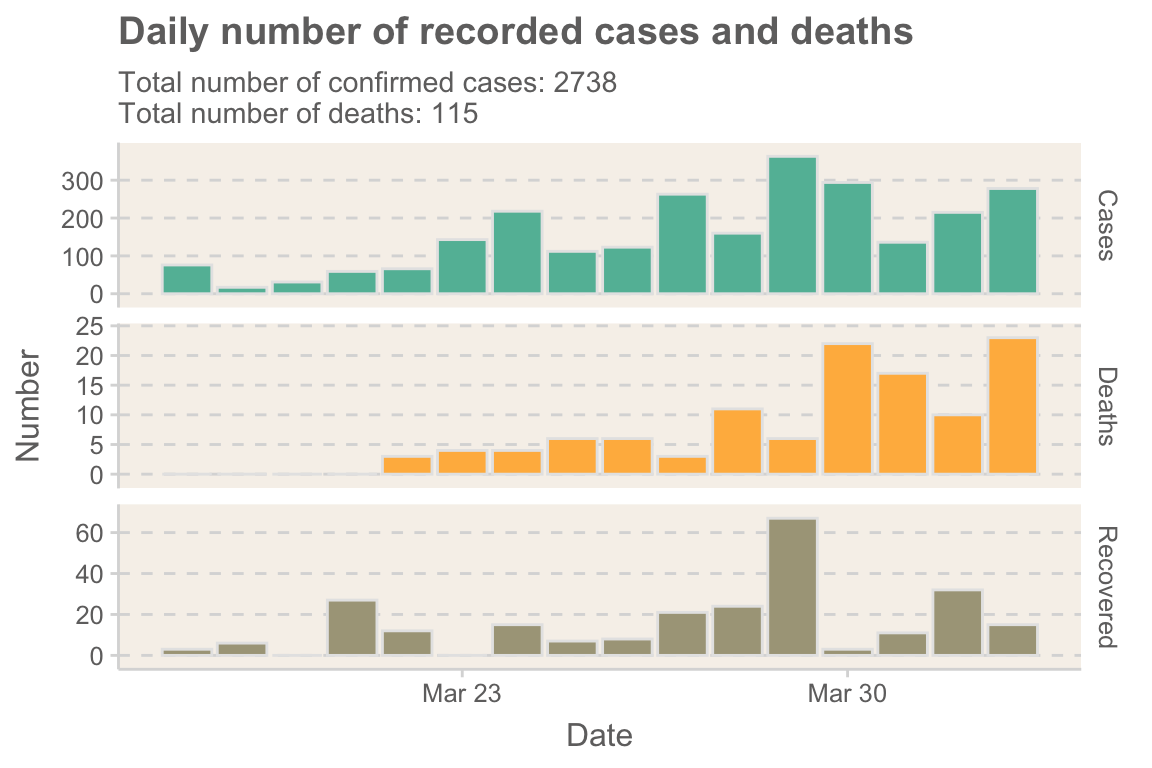 Daily number of recorded cases and deaths
Total number of confirmed cases: 2738
Total number of deaths: 115
300
200
100
0
Cases
25
20
15
10
5
0
Deaths
60
40
20
0
Recovered
Number
Mar 23
Mar 30
Date